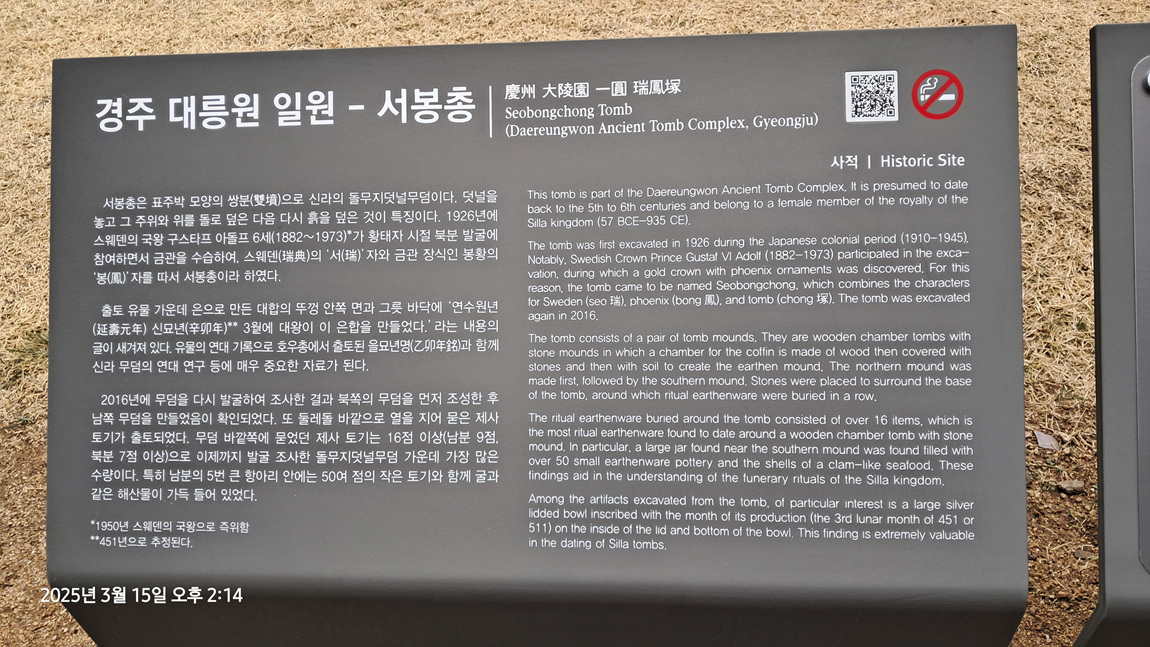 경주 대릉원 일원 - 서봉총
慶州 大陵園 一圓 瑞鳳塚
Seobongchong Tomb
(Daereungwon Ancient Tomb Complex, Gyeongju)
사적 | Historic Site
서봉총은 표주박 모양의 쌍분(雙墳)으로 신라의 돌무지덧널무덤이다. 덧널을
놓고 그 주위와 위를 돌로 덮은 다음 다시 흙을 덮은 것이 특징이다. 1926년에
스웨덴의 국왕 구스타프 아돌프 6세(1882~1973)*가 황태자 시절 북분 발굴에
참여하면서 금관을 수습하여, 스웨덴(瑞典)의 '서(瑞)' 자와 금관 장식인 봉황의
'봉(鳳)' 자를 따서 서봉총이라 하였다.
출토 유물 가운데 은으로 만든 대합의 뚜껑 안쪽 면과 그릇 바닥에 '연수원년
(延壽元年) 신묘년(辛卯年)** 3월에 대왕이 이 은합을 만들었다.' 라는 내용의
글이 새겨져 있다. 유물의 연대 기록으로 호우총에서 출토된 을묘년명(乙卯年銘)과 함께
신라 무덤의 연대 연구 등에 매우 중요한 자료가 된다.
2016년에 무덤을 다시 발굴하여 조사한 결과 북쪽의 무덤을 먼저 조성한 후
남쪽 무덤을 만들었음이 확인되었다. 또 둘레돌 바깥으로 열을 지어 묻은 제사
토기가 출토되었다. 무덤 바깥쪽에 묻었던 제사 토기는 16점 이상(남분 9점,
북분 7점 이상)으로 이제까지 발굴 조사한 돌무지덧널무덤 가운데 가장 많은
수량이다. 특히 남분의 5번 큰 항아리 안에는 50여 점의 작은 토기와 함께 굴과
같은 해산물이 가득 들어 있었다.
*1950년 스웨덴의 국왕으로 즉위함
**451년으로 추정된다.
This tomb is part of the Daereungwon Ancient Tomb Complex. It is presumed to date
back to the 5th to 6th centuries and belong to a female member of the royalty of the
Silla kingdom (57 BCE–935 CE).
The tomb was first excavated in 1926 during the Japanese colonial period (1910–1945).
Notably, Swedish Crown Prince Gustaf VI Adolf (1882–1973) participated in the exca-
vation, during which a gold crown with phoenix ornaments was discovered. For this
reason, the tomb came to be named Seobongchong, which combines the characters
for Sweden (seo 瑞), phoenix (bong 鳳), and tomb (chong 塚). The tomb was excavated
again in 2016.
The tomb consists of a pair of tomb mounds. They are wooden chamber tombs with
stone mounds in which a chamber for the coffin is made of wood then covered with
stones and then with soil to create the earthen mound. The northern mound was
made first, followed by the southern mound. Stones were placed to surround the base
of the tomb, around which ritual earthenware were buried in a row.
The ritual earthenware buried around the tomb consisted of over 16 items, which is
the most ritual earthenware found to date around a wooden chamber tomb with stone
mound. In particular, a large jar found near the southern mound was found filled with
over 50 small earthenware pottery and the shells of a clam-like seafood. These
findings aid in the understanding of the funerary rituals of the Silla kingdom.
Among the artifacts excavated from the tomb, of particular interest is a large silver
lidded bowl inscribed with the month of its production (the 3rd lunar month of 451 or
511) on the inside of the lid and bottom of the bowl. This finding is extremely valuable
in the dating of Silla tombs.
2025년 3월 15일 오후 2:14